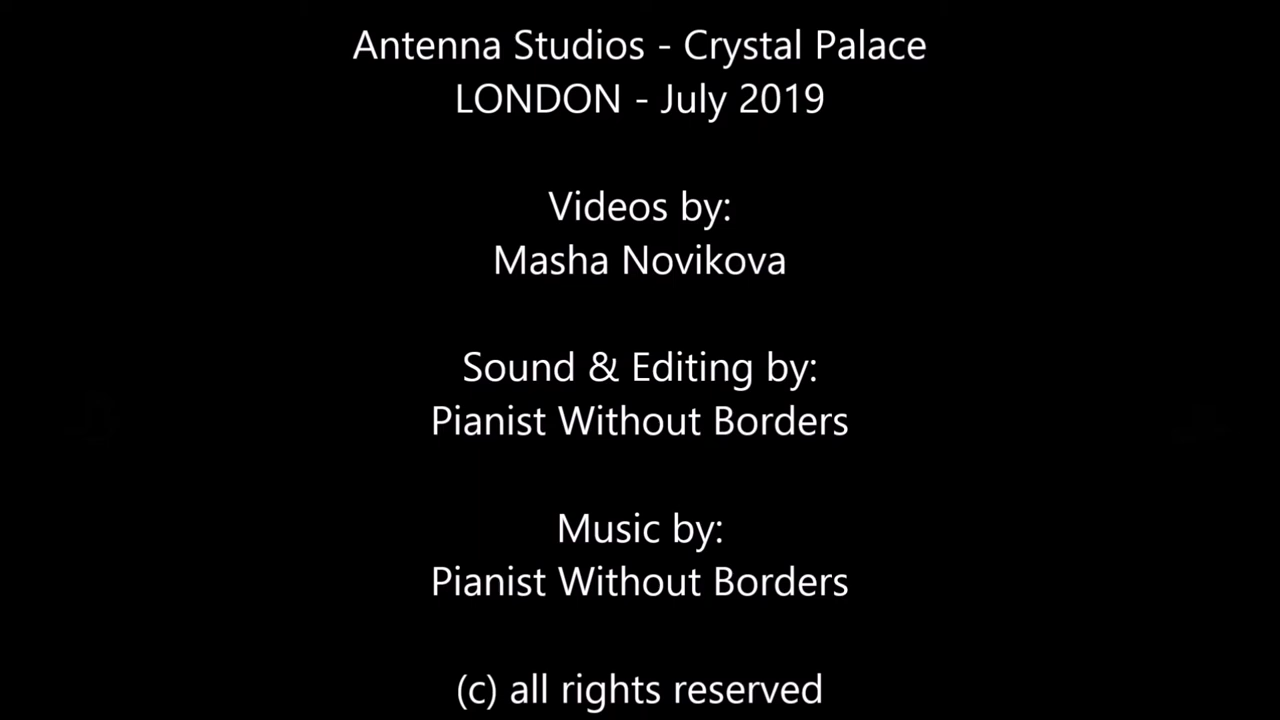 Antenna Studios - Crystal Palace
LONDON - July 2019
Videos by:
Masha Novikova
Sound & Editing by:
Pianist Without Borders
Music by:
Pianist Without Borders
(c) all rights reserved